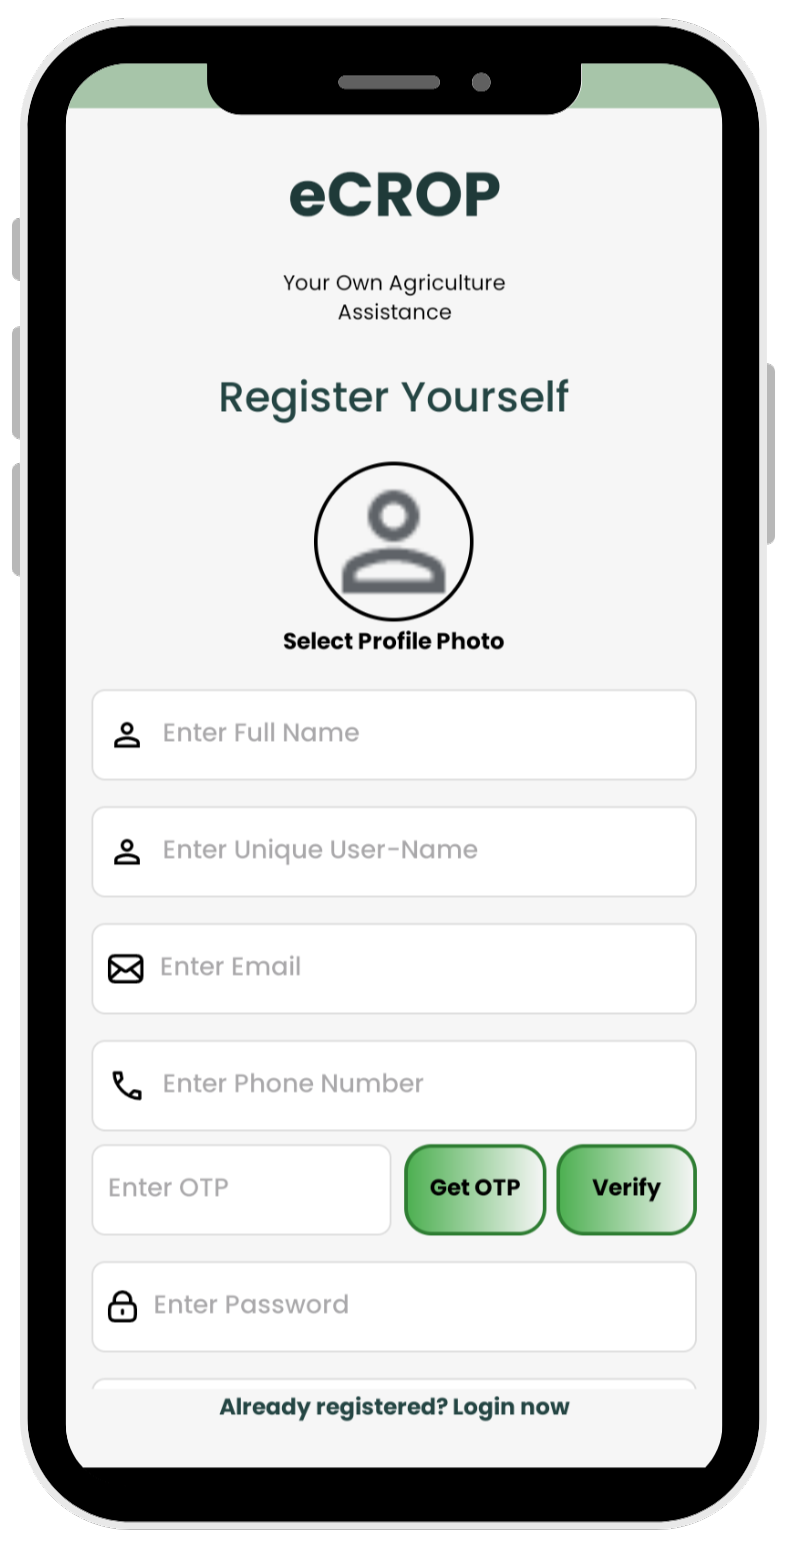 eCROP
Your Own Agriculture
Assistance
Register Yourself
Select Profile Photo
Enter Full Name
Enter Unique User-Name
Enter Email
Enter Phone Number
Enter OTP
Get OTP
Verify
Enter Password
Already registered? Login now